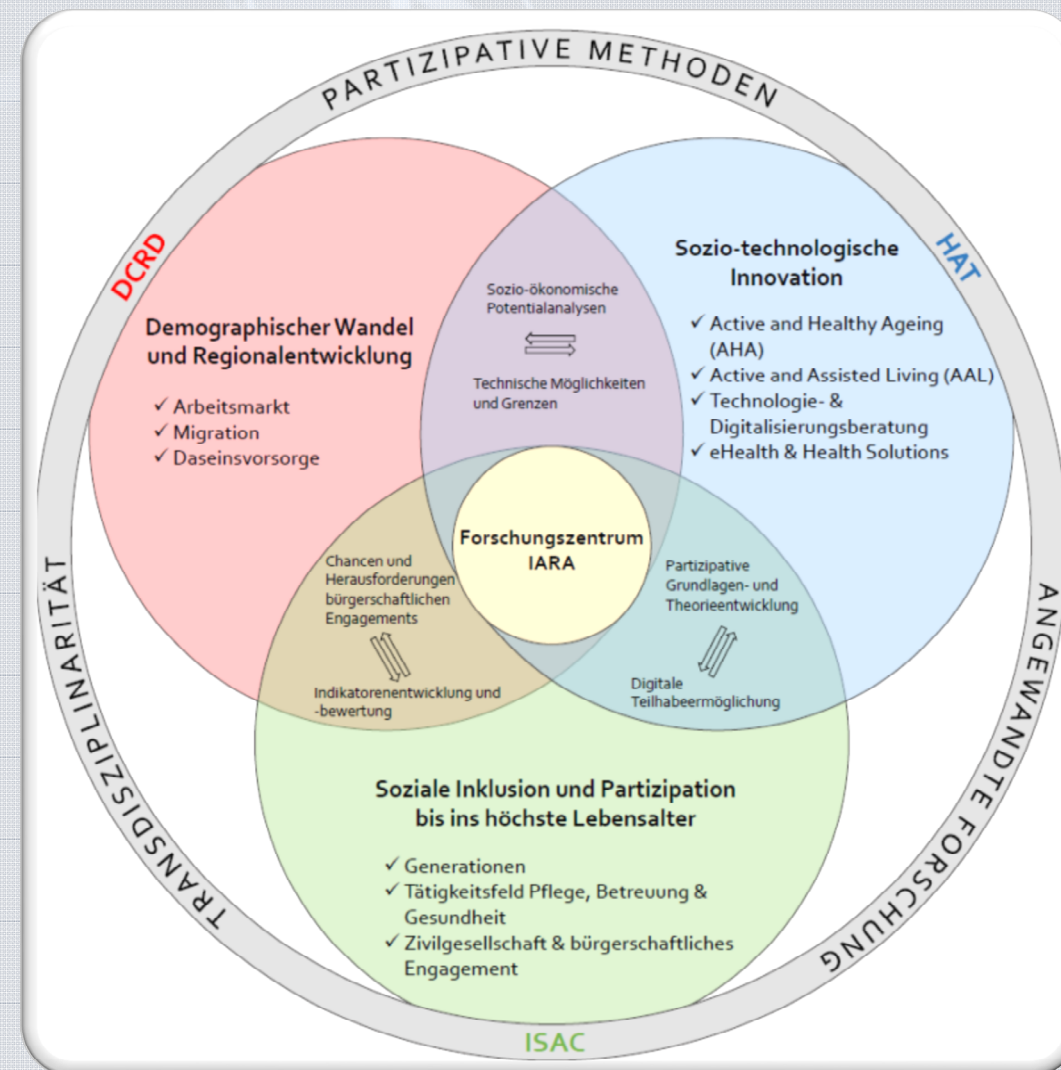 PARTIZIPATIVE METHODEN
DCRD
HAT
Demographischer Wandel
und Regionalentwicklung
✓ Arbeitsmarkt
✓ Migration
✓ Daseinsvorsorge
Sozio-ökonomische
Potentialanalysen
Technische Möglichkeiten
und Grenzen
Sozio-technologische
Innovation
✓ Active and Healthy Ageing
(AHA)
✓ Active and Assisted Living (AAL)
✓ Technologie- &
Digitalisierungsberatung
✓ eHealth & Health Solutions
Forschungszentrum
IARA
Chancen und
Herausforderungen
bürgerschaftlichen
Engagements
Indikatorenentwicklung und
-bewertung
Partizipative
Grundlagen- und
Theorieentwicklung
Digitale
Teilhabeermöglichung
Soziale Inklusion und Partizipation
bis ins höchste Lebensalter
✓ Generationen
✓ Tätigkeitsfeld Pflege, Betreuung &
Gesundheit
✓ Zivilgesellschaft & bürgerschaftliches
Engagement
TRANSDISZIPLINARITÄT
ANGEWANDTE FORSCHUNG
ISAC